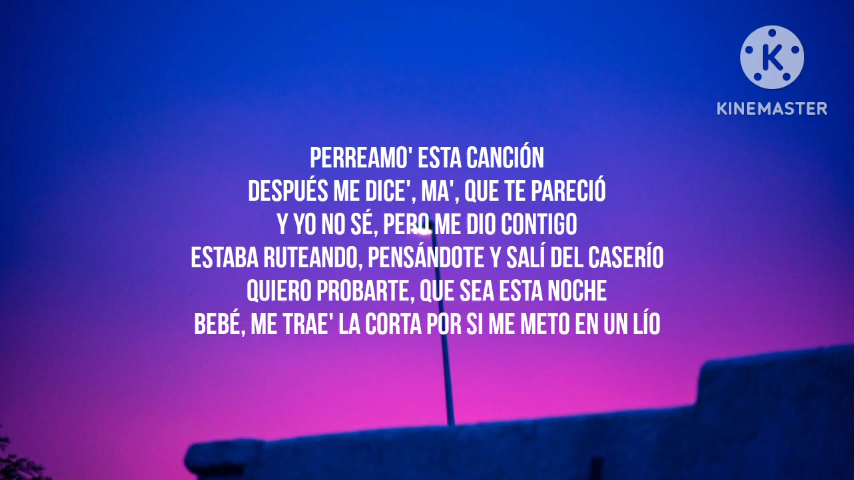 KINEMASTER
PERREAMO' ESTA CANCIÓN
DESPUÉS ME DICE', MA', QUE TE PARECIÓ
Y YO NO SÉ, PERO ME DIO CONTIGO
ESTABA RUTEANDO, PENSÁNDOTE Y SALÍ DEL CASERÍO
QUIERO PROBARTE, QUE SEA ESTA NOCHE
BEBÉ, ME TRAE' LA CORTA POR SI ME METO EN UN LÍO